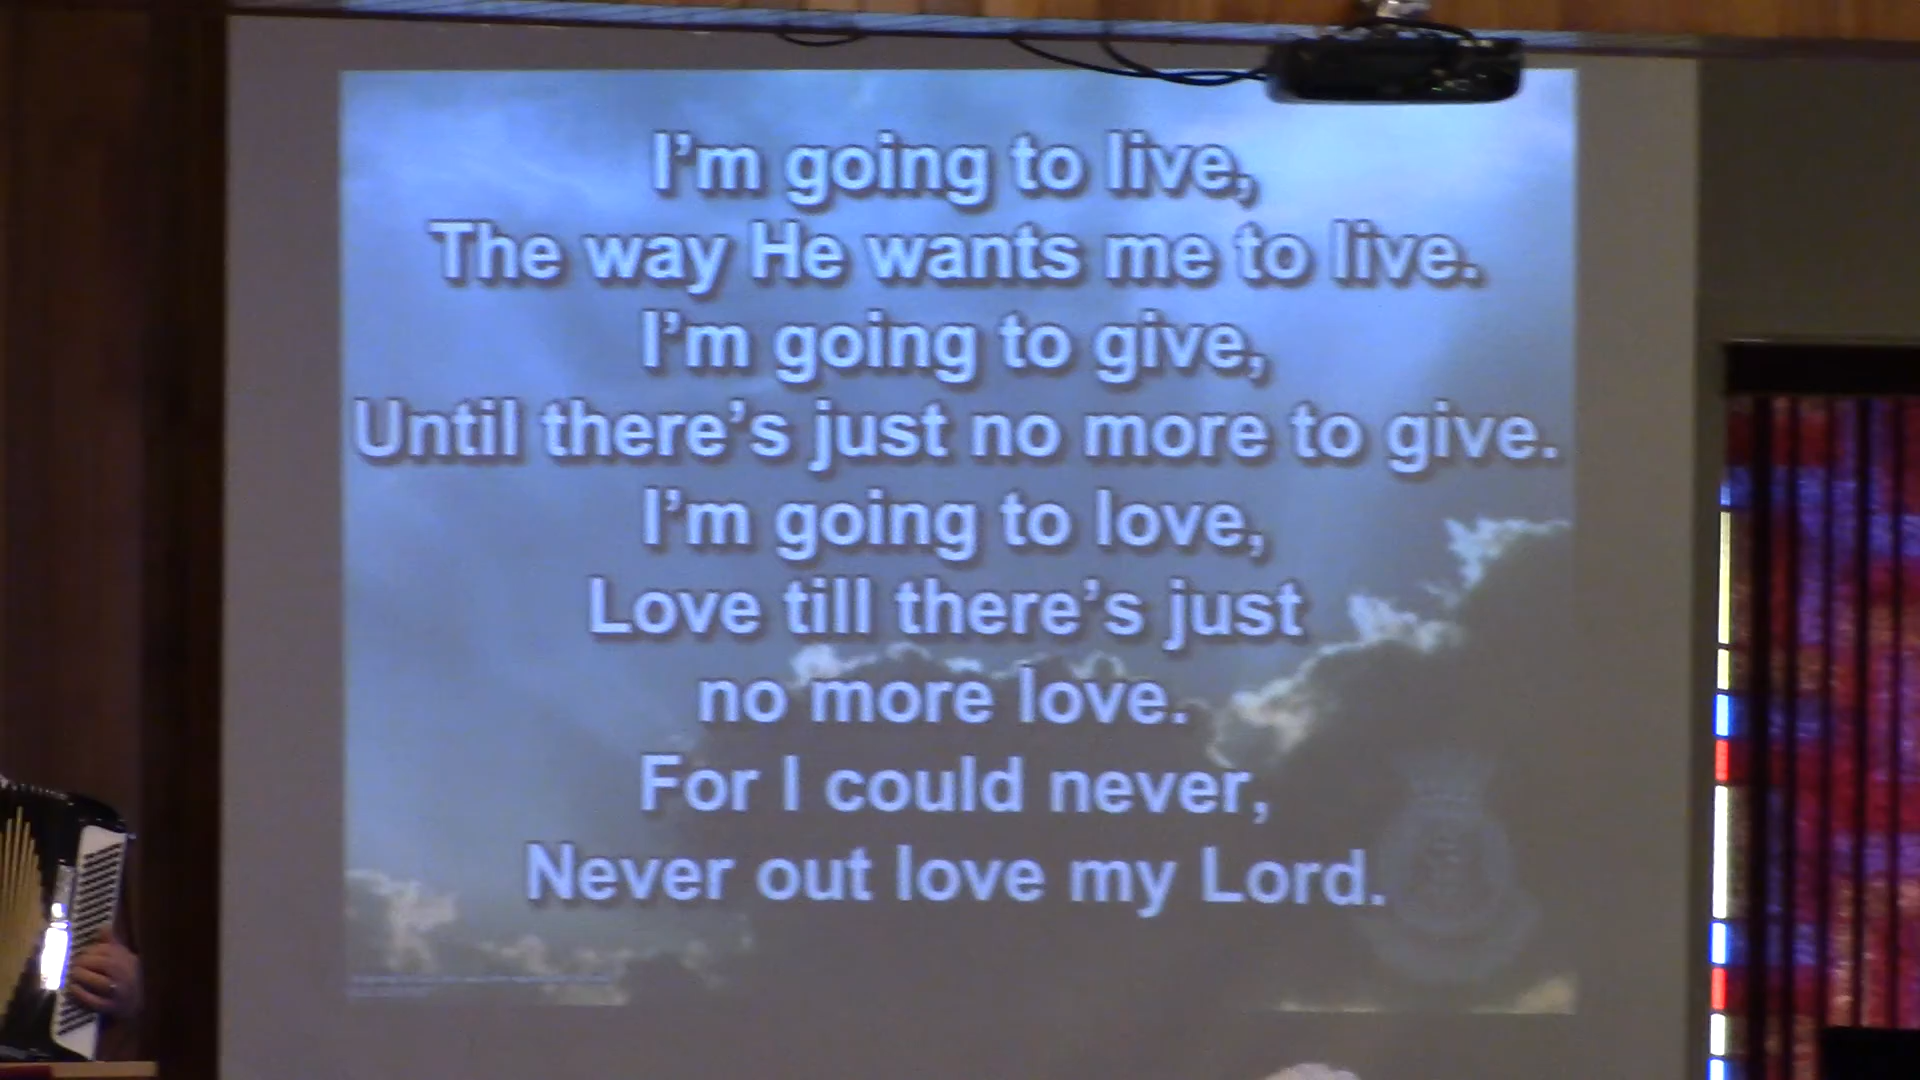 I’m going to live,
The way He wants me to live.
I’m going to give,
Until there’s just no more to give.
I’m going to love,
Love till there’s just
no more love.
For I could never,
Never out love my Lord.